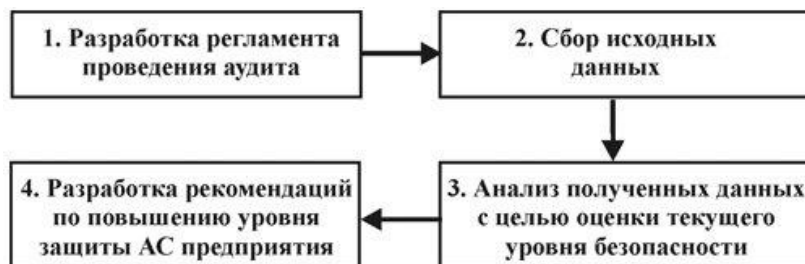 1. Разработка регламента
проведения аудита
2. Сбор исходных
данных
3. Анализ полученных данных
с целью оценки текущего
уровня безопасности
4. Разработка рекомендаций
по повышению уровня
защиты АС предприятия